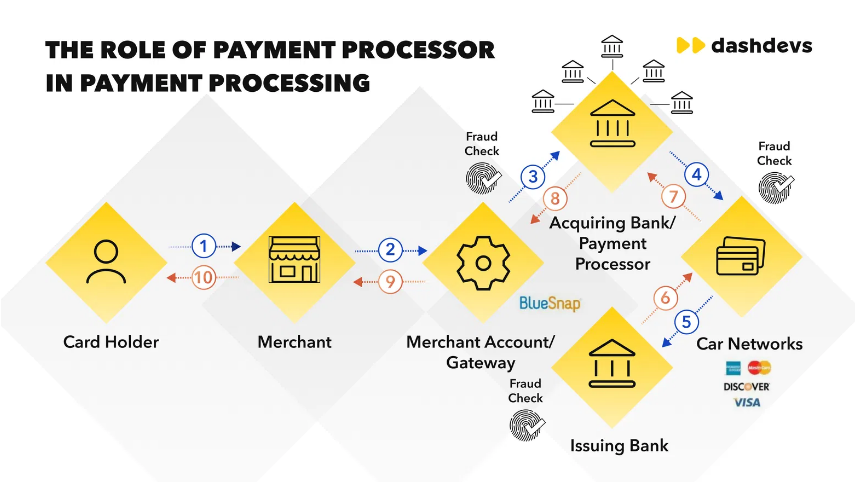 THE ROLE OF PAYMENT PROCESSOR
IN PAYMENT PROCESSING
dashdevs
Fraud
Check
Fraud
Check
3
4
8
7
Acquiring Bank/
Payment
Processor
1
2
10
9
BlueSnap
6
5
Card Holder
Merchant
Merchant Account/
Gateway
Car Networks
Fraud
Check
MasterCard
DISCOVER
VISA
Issuing Bank